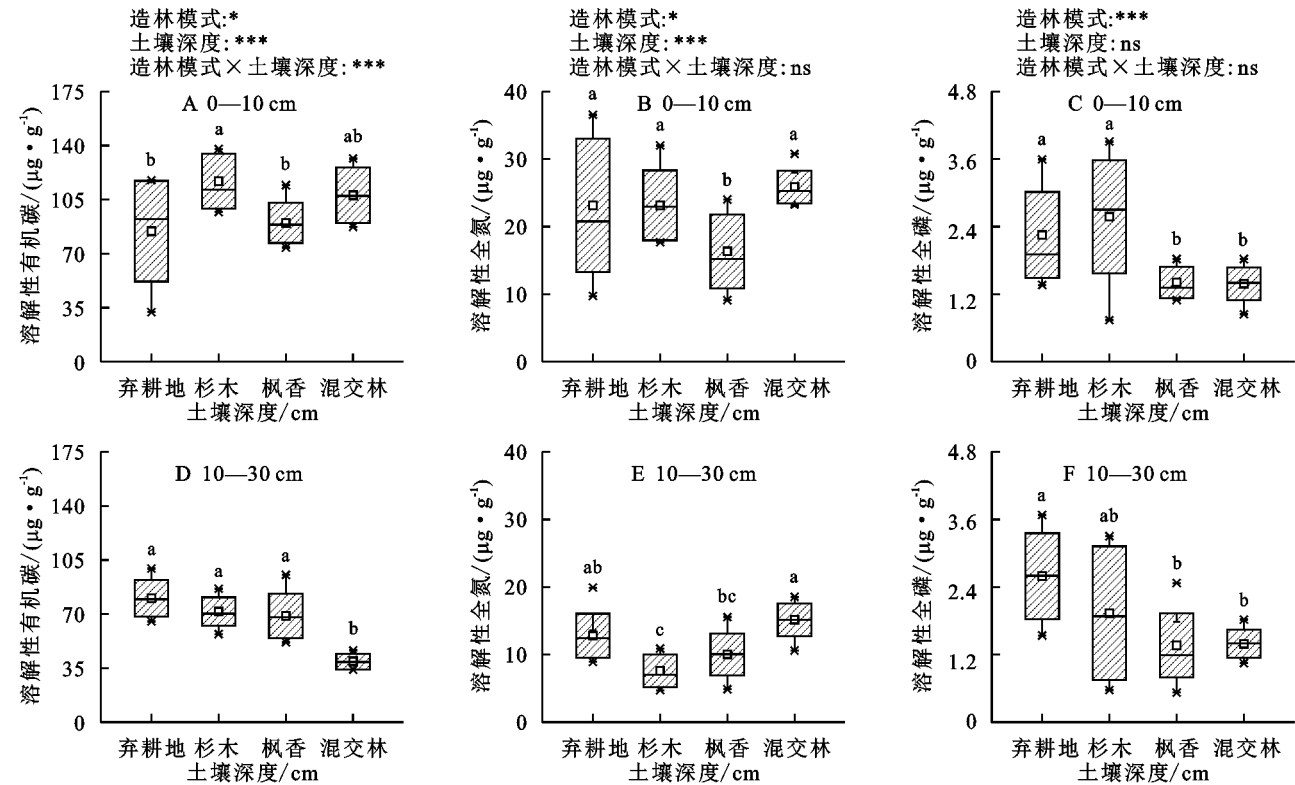 造林模式:*
土壤深度:***
造林模式×土壤深度:***
造林模式:*
土壤深度:***
造林模式×土壤深度:ns
造林模式:***
土壤深度:ns
造林模式×土壤深度:ns
溶解性有机碳/(μg·g⁻¹)
175
140
105
70
35
0
A 0—10 cm
b
a
b
ab
弃耕地 杉木 枫香 混交林
土壤深度/cm
溶解性全氮/(μg·g⁻¹)
40
30
20
10
0
B 0—10 cm
a
a
b
a
弃耕地 杉木 枫香 混交林
土壤深度/cm
溶解性全磷/(μg·g⁻¹)
4.8
3.6
2.4
1.2
0
C 0—10 cm
a
a
b
b
弃耕地 杉木 枫香 混交林
土壤深度/cm
溶解性有机碳/(μg·g⁻¹)
175
140
105
70
35
0
D 10—30 cm
a
a
a
b
弃耕地 杉木 枫香 混交林
土壤深度/cm
溶解性全氮/(μg·g⁻¹)
40
30
20
10
0
E 10—30 cm
ab
c
bc
a
弃耕地 杉木 枫香 混交林
土壤深度/cm
溶解性全磷/(μg·g⁻¹)
4.8
3.6
2.4
1.2
0
F 10—30 cm
a
ab
b
b
弃耕地 杉木 枫香 混交林
土壤深度/cm